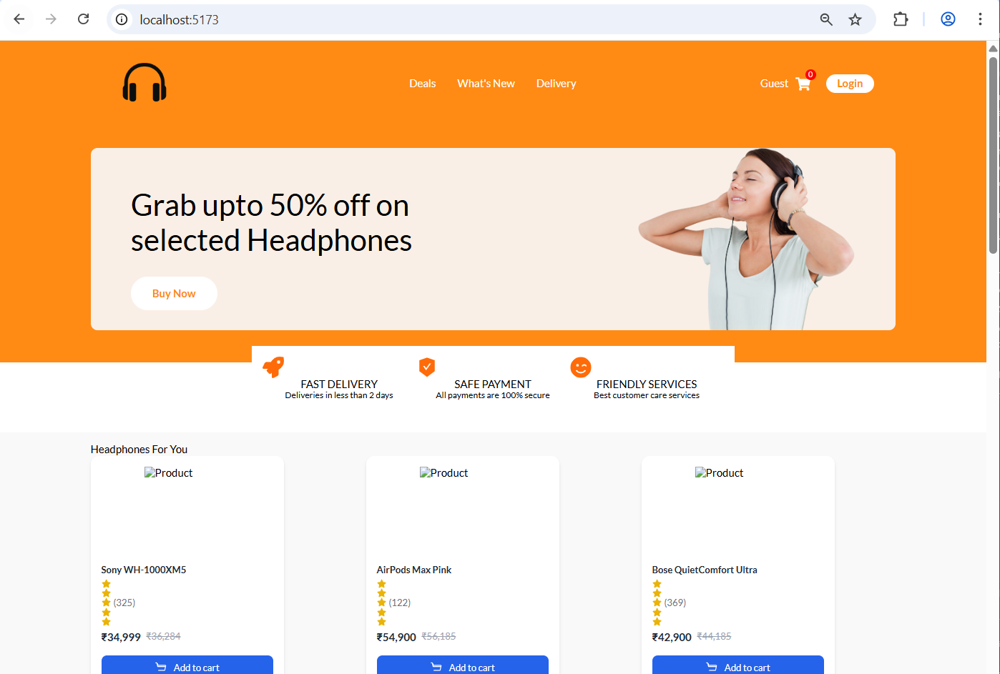 localhost:5173
Deals What's New Delivery Guest 0 Login
Grab upto 50% off on
selected Headphones
Buy Now
FAST DELIVERY SAFE PAYMENT FRIENDLY SERVICES
Deliveries in less than 2 days All payments are 100% secure Best customer care services
Headphones For You
Product Product Product
Sony WH-1000XM5 AirPods Max Pink Bose QuietComfort Ultra
(325) (122) (369)
₹34,999 ₹36,284 ₹54,900 ₹56,185 ₹42,900 ₹44,185
Add to cart Add to cart Add to cart